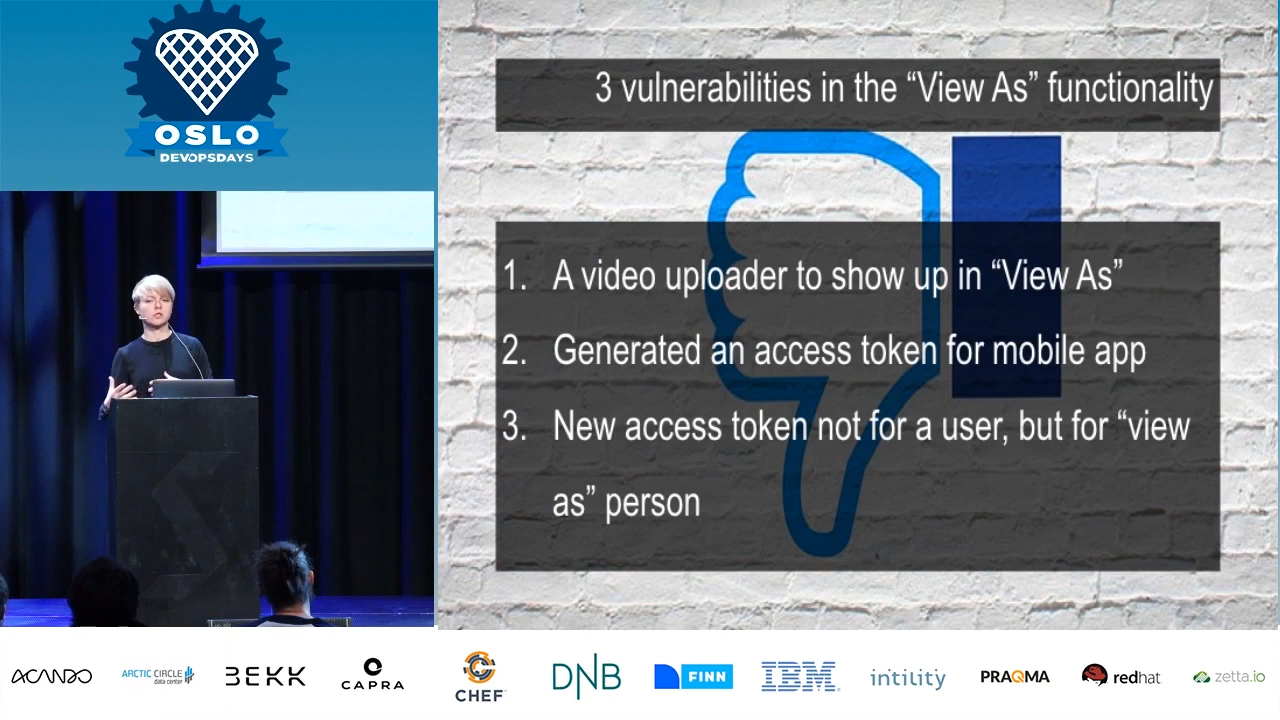 OSLO
DEVOPSDAYS
3 vulnerabilities in the “View As” functionality
1. A video uploader to show up in “View As”
2. Generated an access token for mobile app
3. New access token not for a user, but for “view
as” person
ACANDO
ARCTIC CIRCLE
data center
BEKK
CAPRA
CHEF
DNB
FINN
IBM
intility
PRAQMA
redhat
zetta.io